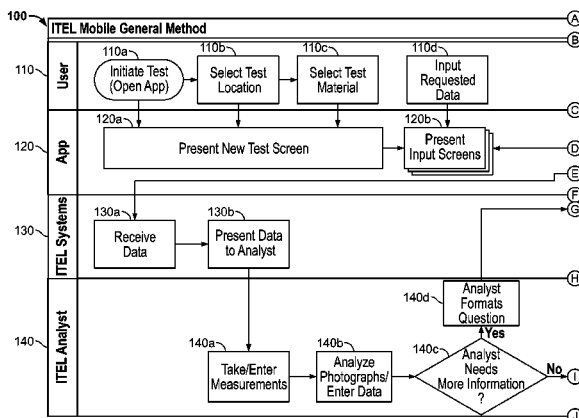 100
ITEL Mobile General Method
A
B
110
User
110a
Initiate Test
(Open App)
110b
Select Test
Location
110c
Select Test
Material
110d
Input
Requested
Data
C
120
App
120a
Present New Test Screen
120b
Present
Input Screens
D
E
F
130
ITEL Systems
130a
Receive
Data
130b
Present Data
to Analyst
G
H
140
ITEL Analyst
140a
Take/Enter
Measurements
140b
Analyze
Photographs/
Enter Data
140c
Analyst
Needs
More Information
?
Yes
No
140d
Analyst
Formats
Question
I
J